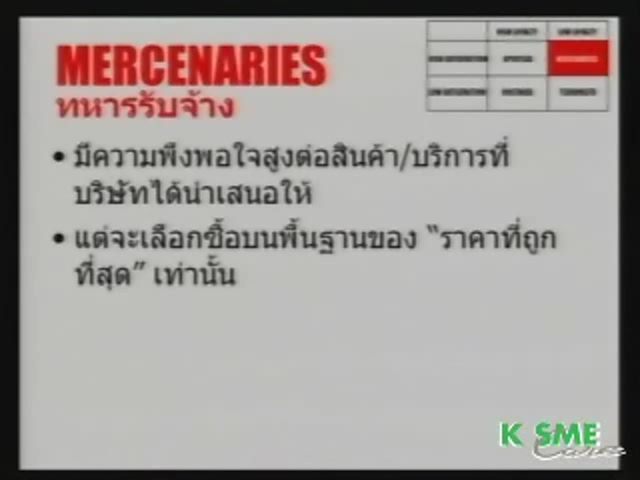 MERCENARIES
ทหารรับจ้าง
• มีความพึงพอใจสูงต่อสินค้า/บริการที่
บริษัทได้นำเสนอให้
• แต่จะเลือกซื้อบนพื้นฐานของ “ราคาที่ถูก
ที่สุด” เท่านั้น
K SME
Care